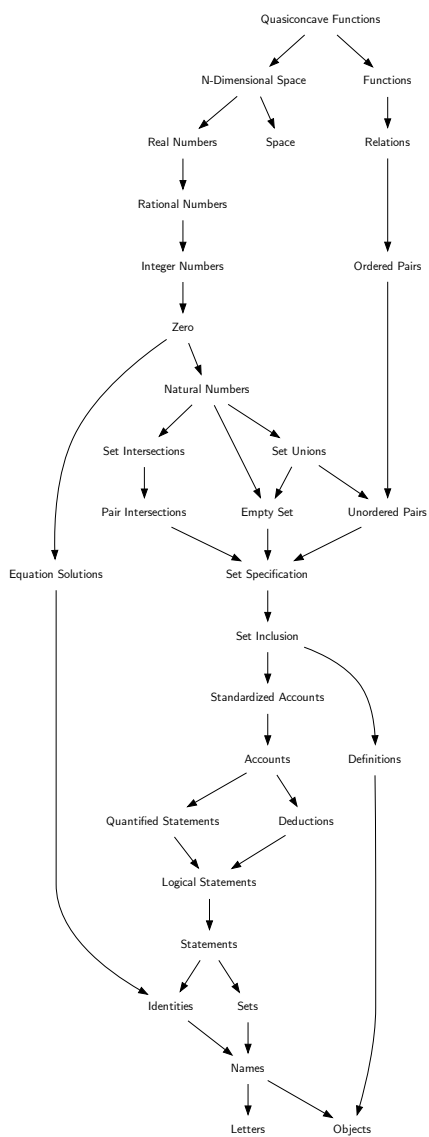 Quasiconcave Functions
N-Dimensional Space
Functions
Real Numbers
Space
Relations
Rational Numbers
Integer Numbers
Ordered Pairs
Zero
Natural Numbers
Set Intersections
Set Unions
Pair Intersections
Empty Set
Unordered Pairs
Equation Solutions
Set Specification
Set Inclusion
Standardized Accounts
Accounts
Definitions
Quantified Statements
Deductions
Logical Statements
Statements
Identities
Sets
Names
Letters
Objects